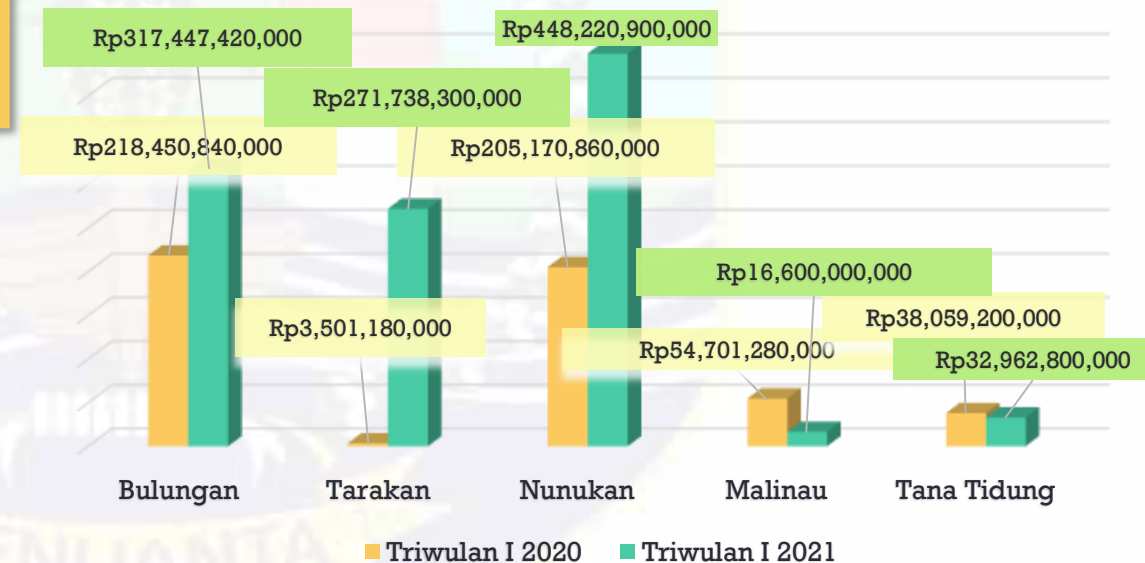 Rp317,447,420,000
Rp448,220,900,000
Rp271,738,300,000
Rp218,450,840,000
Rp205,170,860,000
Rp16,600,000,000
Rp3,501,180,000
Rp38,059,200,000
Rp54,701,280,000
Rp32,962,800,000
Bulungan
Tarakan
Nunukan
Malinau
Tana Tidung
Triwulan I 2020
Triwulan I 2021